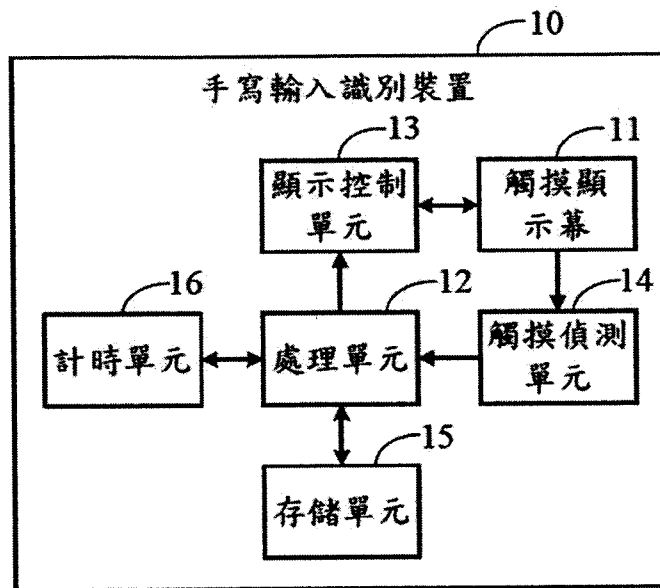 10
手寫輸入識別裝置
13
11
顯示控制
單元
觸摸顯
示幕
16
12
14
計時單元
處理單元
觸摸偵測
單元
15
存儲單元